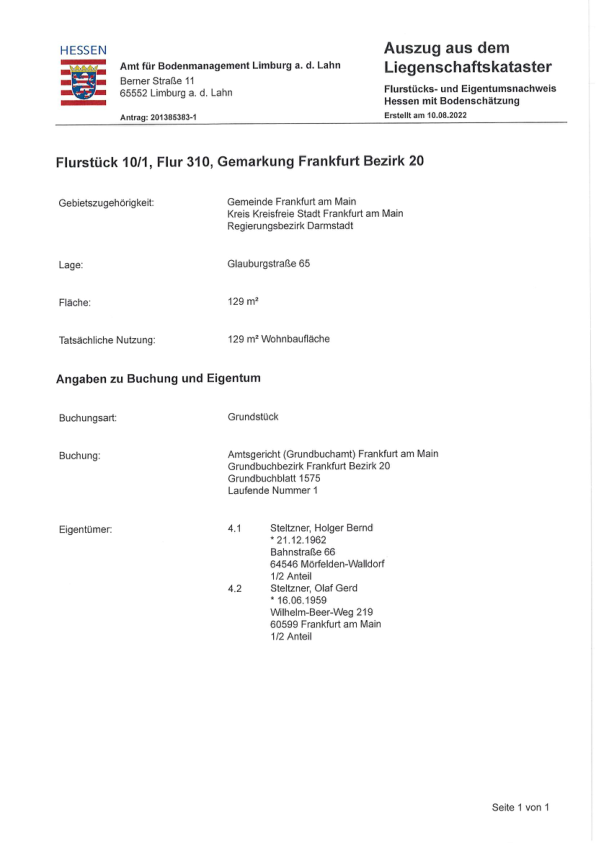 HESSEN
Amt für Bodenmanagement Limburg a. d. Lahn
Berner Straße 11
65552 Limburg a. d. Lahn
Antrag: 201385383-1
Auszug aus dem
Liegenschaftskataster
Flurstücks- und Eigentumsnachweis
Hessen mit Bodenschätzung
Erstellt am 10.08.2022
Flurstück 10/1, Flur 310, Gemarkung Frankfurt Bezirk 20
Gebietszugehörigkeit: Gemeinde Frankfurt am Main
Kreis Kreisfreie Stadt Frankfurt am Main
Regierungsbezirk Darmstadt
Lage: Glauburgstraße 65
Fläche: 129 m²
Tatsächliche Nutzung: 129 m² Wohnbaufläche
Angaben zu Buchung und Eigentum
Buchungsart: Grundstück
Buchung: Amtsgericht (Grundbuchamt) Frankfurt am Main
Grundbuchbezirk Frankfurt Bezirk 20
Grundbuchblatt 1575
Laufende Nummer 1
Eigentümer: 4.1 Steltzner, Holger Bernd
* 21.12.1962
Bahnstraße 66
64546 Mörfelden-Walldorf
1/2 Anteil
4.2 Steltzner, Olaf Gerd
* 16.06.1959
Wilhelm-Beer-Weg 219
60599 Frankfurt am Main
1/2 Anteil
Seite 1 von 1